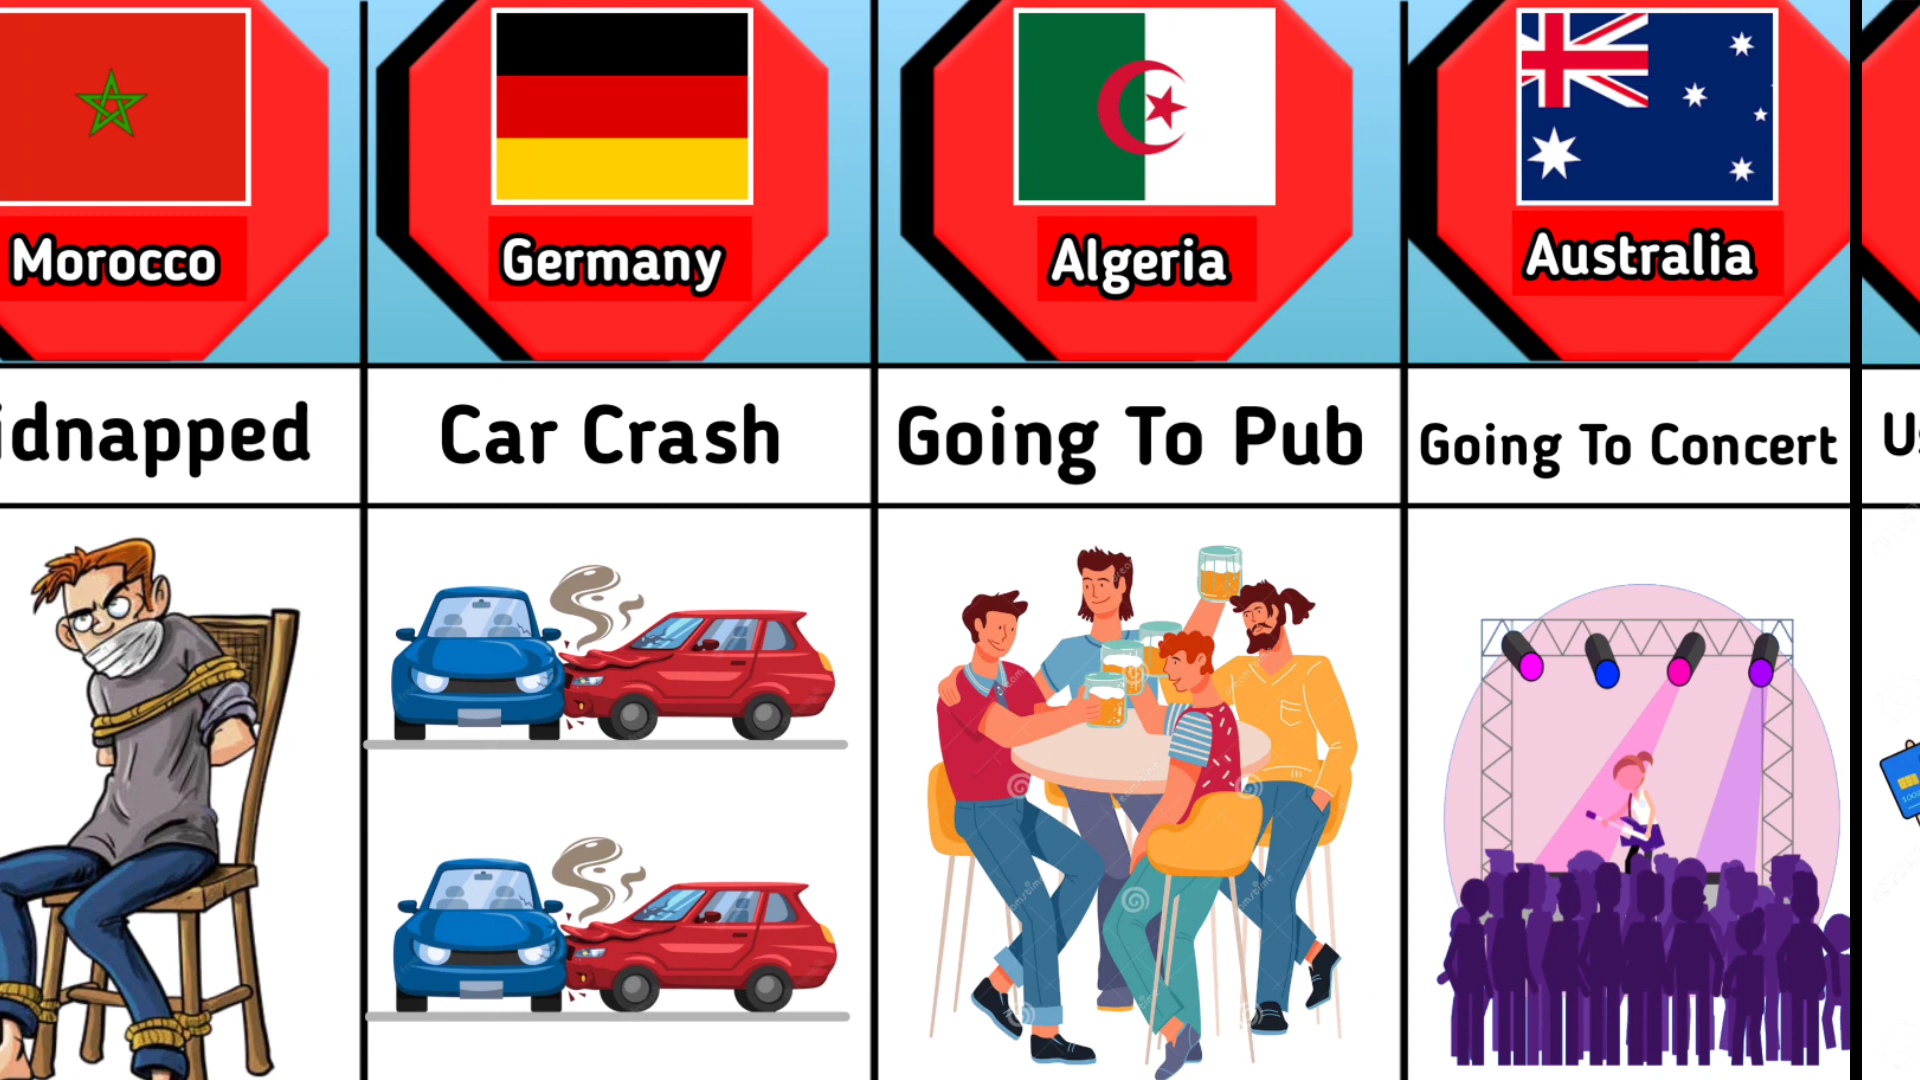 Morocco
Germany
Algeria
Australia
idnapped
Car Crash
Going To Pub
Going To Concert